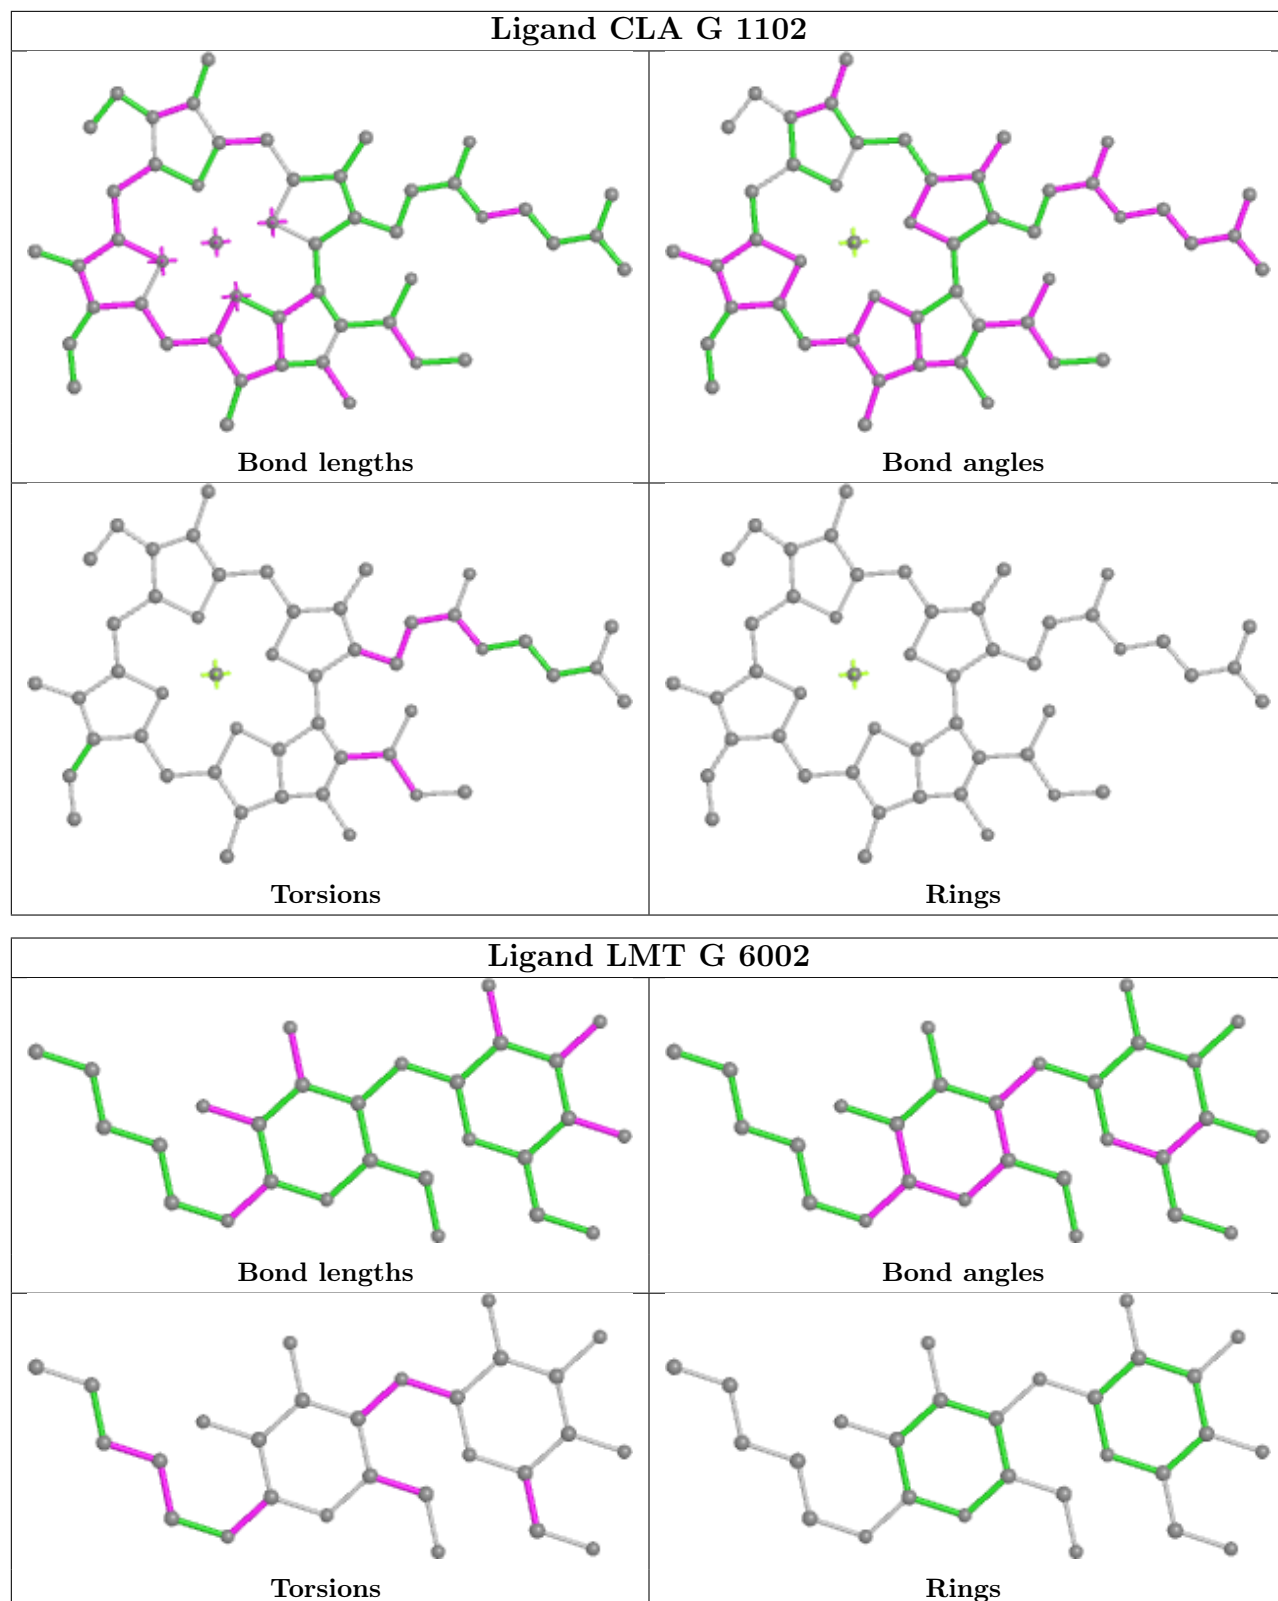 Ligand CLA G 1102
Bond lengths
Bond angles
Torsions
Rings
Ligand LMT G 6002
Bond lengths
Bond angles
Torsions
Rings